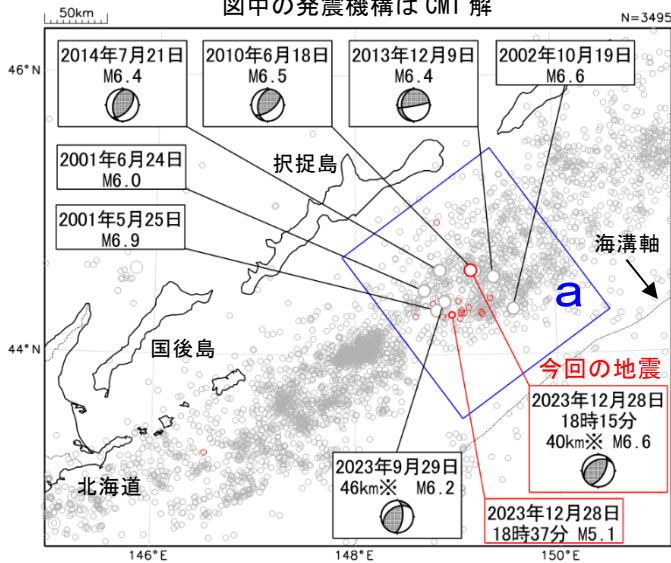 図中の発震機構は CMT 解
50km
N=3495
46°N
2014年7月21日
M6.4
2010年6月18日
M6.5
2013年12月9日
M6.4
2002年10月19日
M6.6
択捉島
2001年6月24日
M6.0
2001年5月25日
M6.9
海溝軸
a
国後島
44°N
今回の地震
2023年12月28日
18時15分
40km※ M6.6
2023年9月29日
46km※ M6.2
北海道
2023年12月28日
18時37分 M5.1
146°E
148°E
150°E